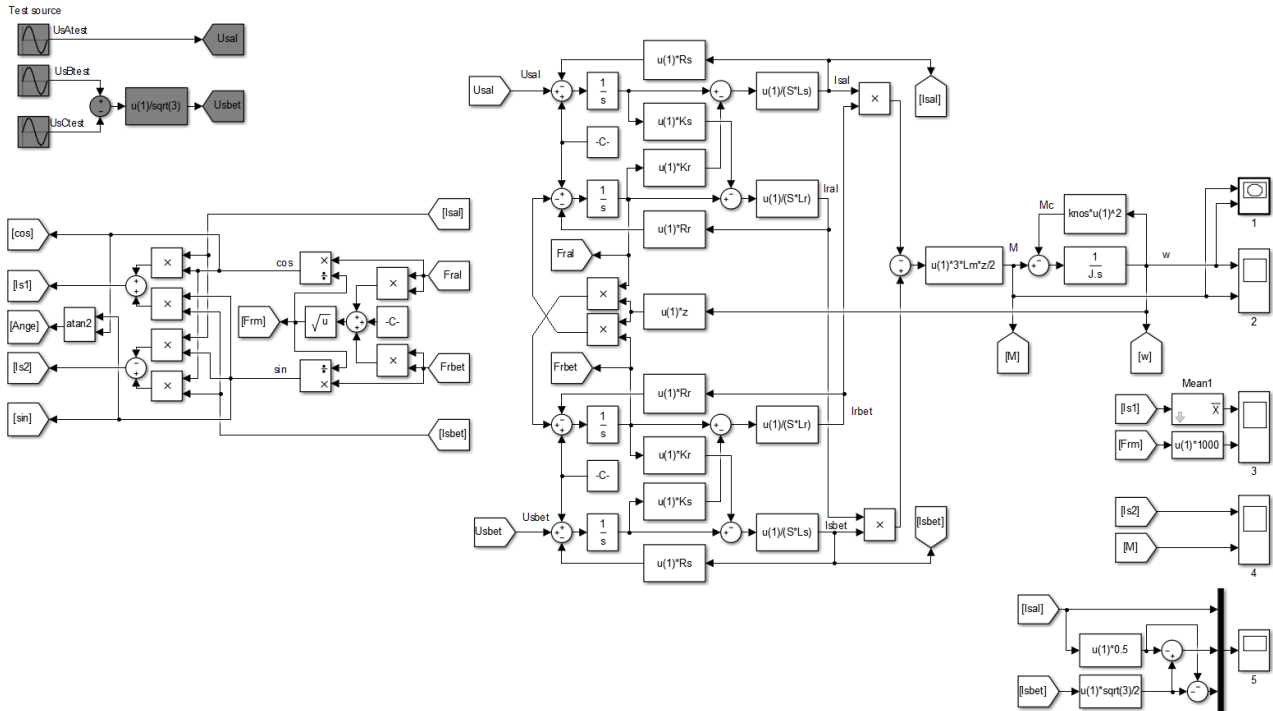 Test source
UsAtest
Usal
UsBtest
u(1)/sqrt(3)
Usbet
UsCtest
+
−
[cos]
[Is1]
[Ange]
[Is2]
[sin]
atan2
×
×
×
×
cos
sin
[Isal]
[Isbet]
[Frm]
√u
×
÷
÷
×
×
×
-C-
Fral
Frbet
Usal
Usal
1
s
u(1)*Rs
u(1)*Ks
u(1)*Kr
u(1)/(S*Ls)
Isal
×
[Isal]
-C-
1
s
u(1)/(S*Lr)
Iral
u(1)*Rr
Fral
×
×
u(1)*z
Frbet
u(1)*Rr
1
s
u(1)/(S*Lr)
Irbet
u(1)*Kr
-C-
u(1)*Ks
Usbet
Usbet
1
s
u(1)/(S*Ls)
Isbet
×
[Isbet]
u(1)*Rs
u(1)*3*Lm*z/2
M
Mc
knos*u(1)^2
1
J.s
w
[M]
[w]
1
2
Mean1
[Is1]
x
[Frm]
u(1)*1000
3
[Is2]
[M]
4
[Isal]
u(1)*0.5
[Isbet]
u(1)*sqrt(3)/2
5